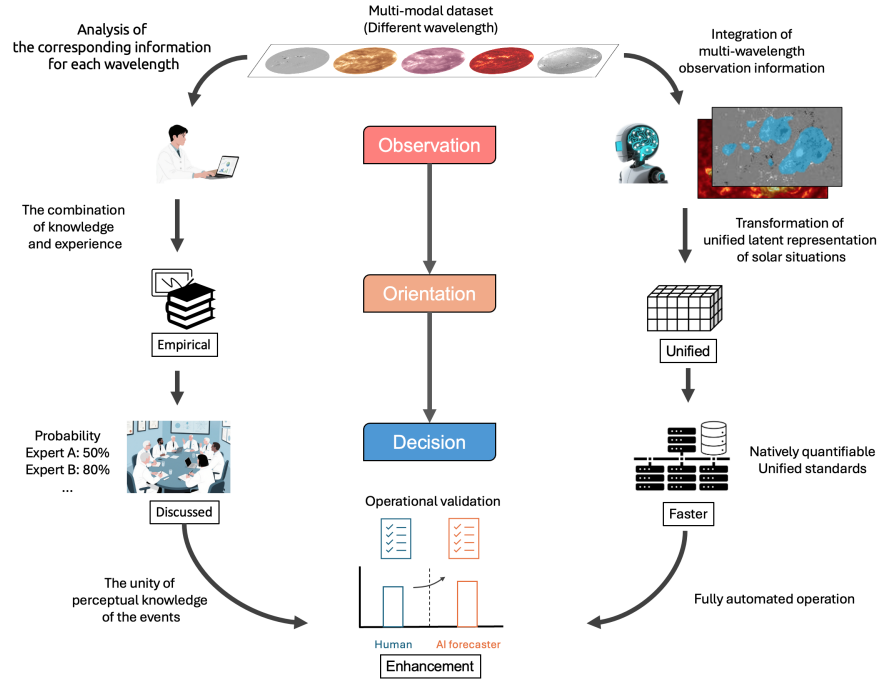 Multi-modal dataset
(Different wavelength)
Analysis of
the corresponding information
for each wavelength
Integration of
multi-wavelength
observation information
Observation
The combination
of knowledge
and experience
Transformation of
unified latent representation
of solar situations
Orientation
Empirical
Unified
Probability
Expert A: 50%
Expert B: 80%
...
Decision
Natively quantifiable
Unified standards
Discussed
Faster
Operational validation
The unity of
perceptual knowledge
of the events
Fully automated operation
Human
AI forecaster
Enhancement